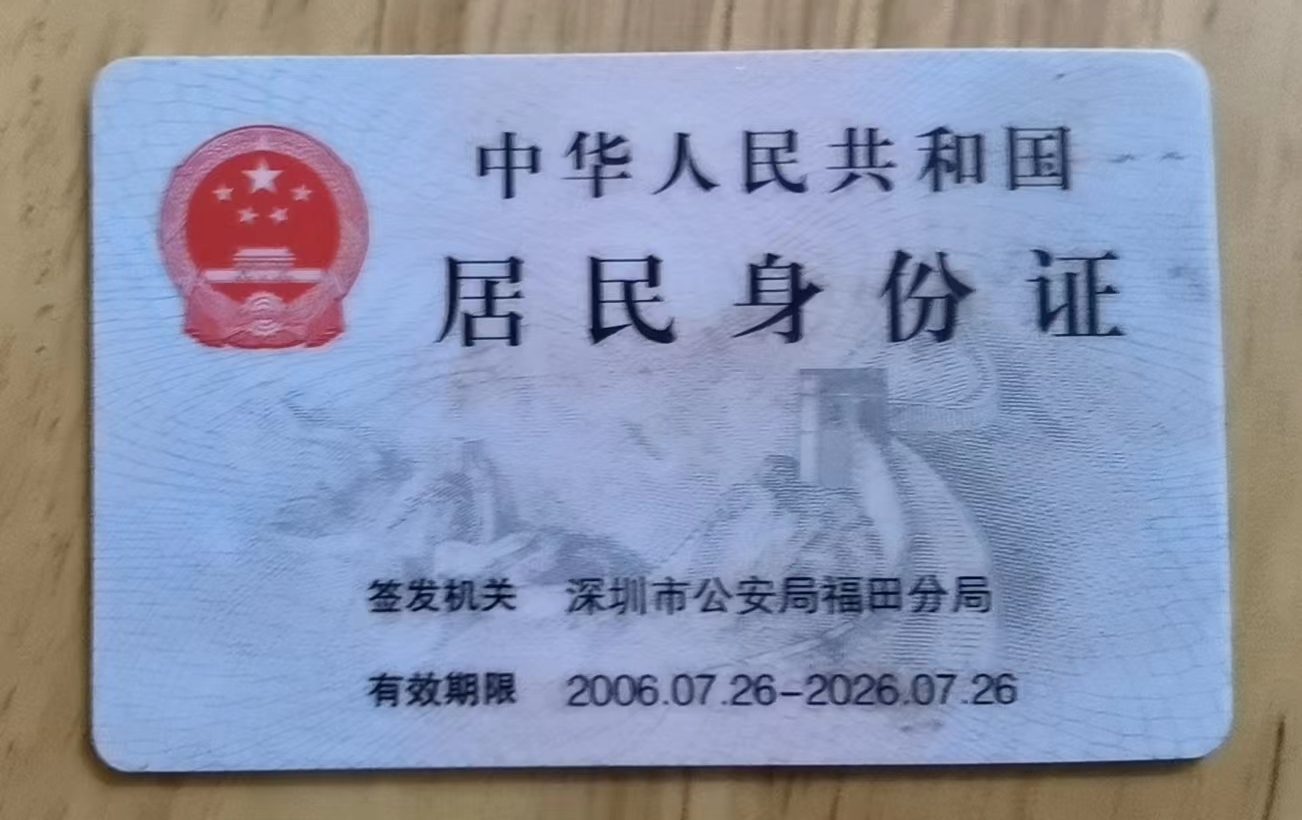 中华人民共和国
居民身份证
签发机关 深圳市公安局福田分局
有效期限 2006.07.26-2026.07.26